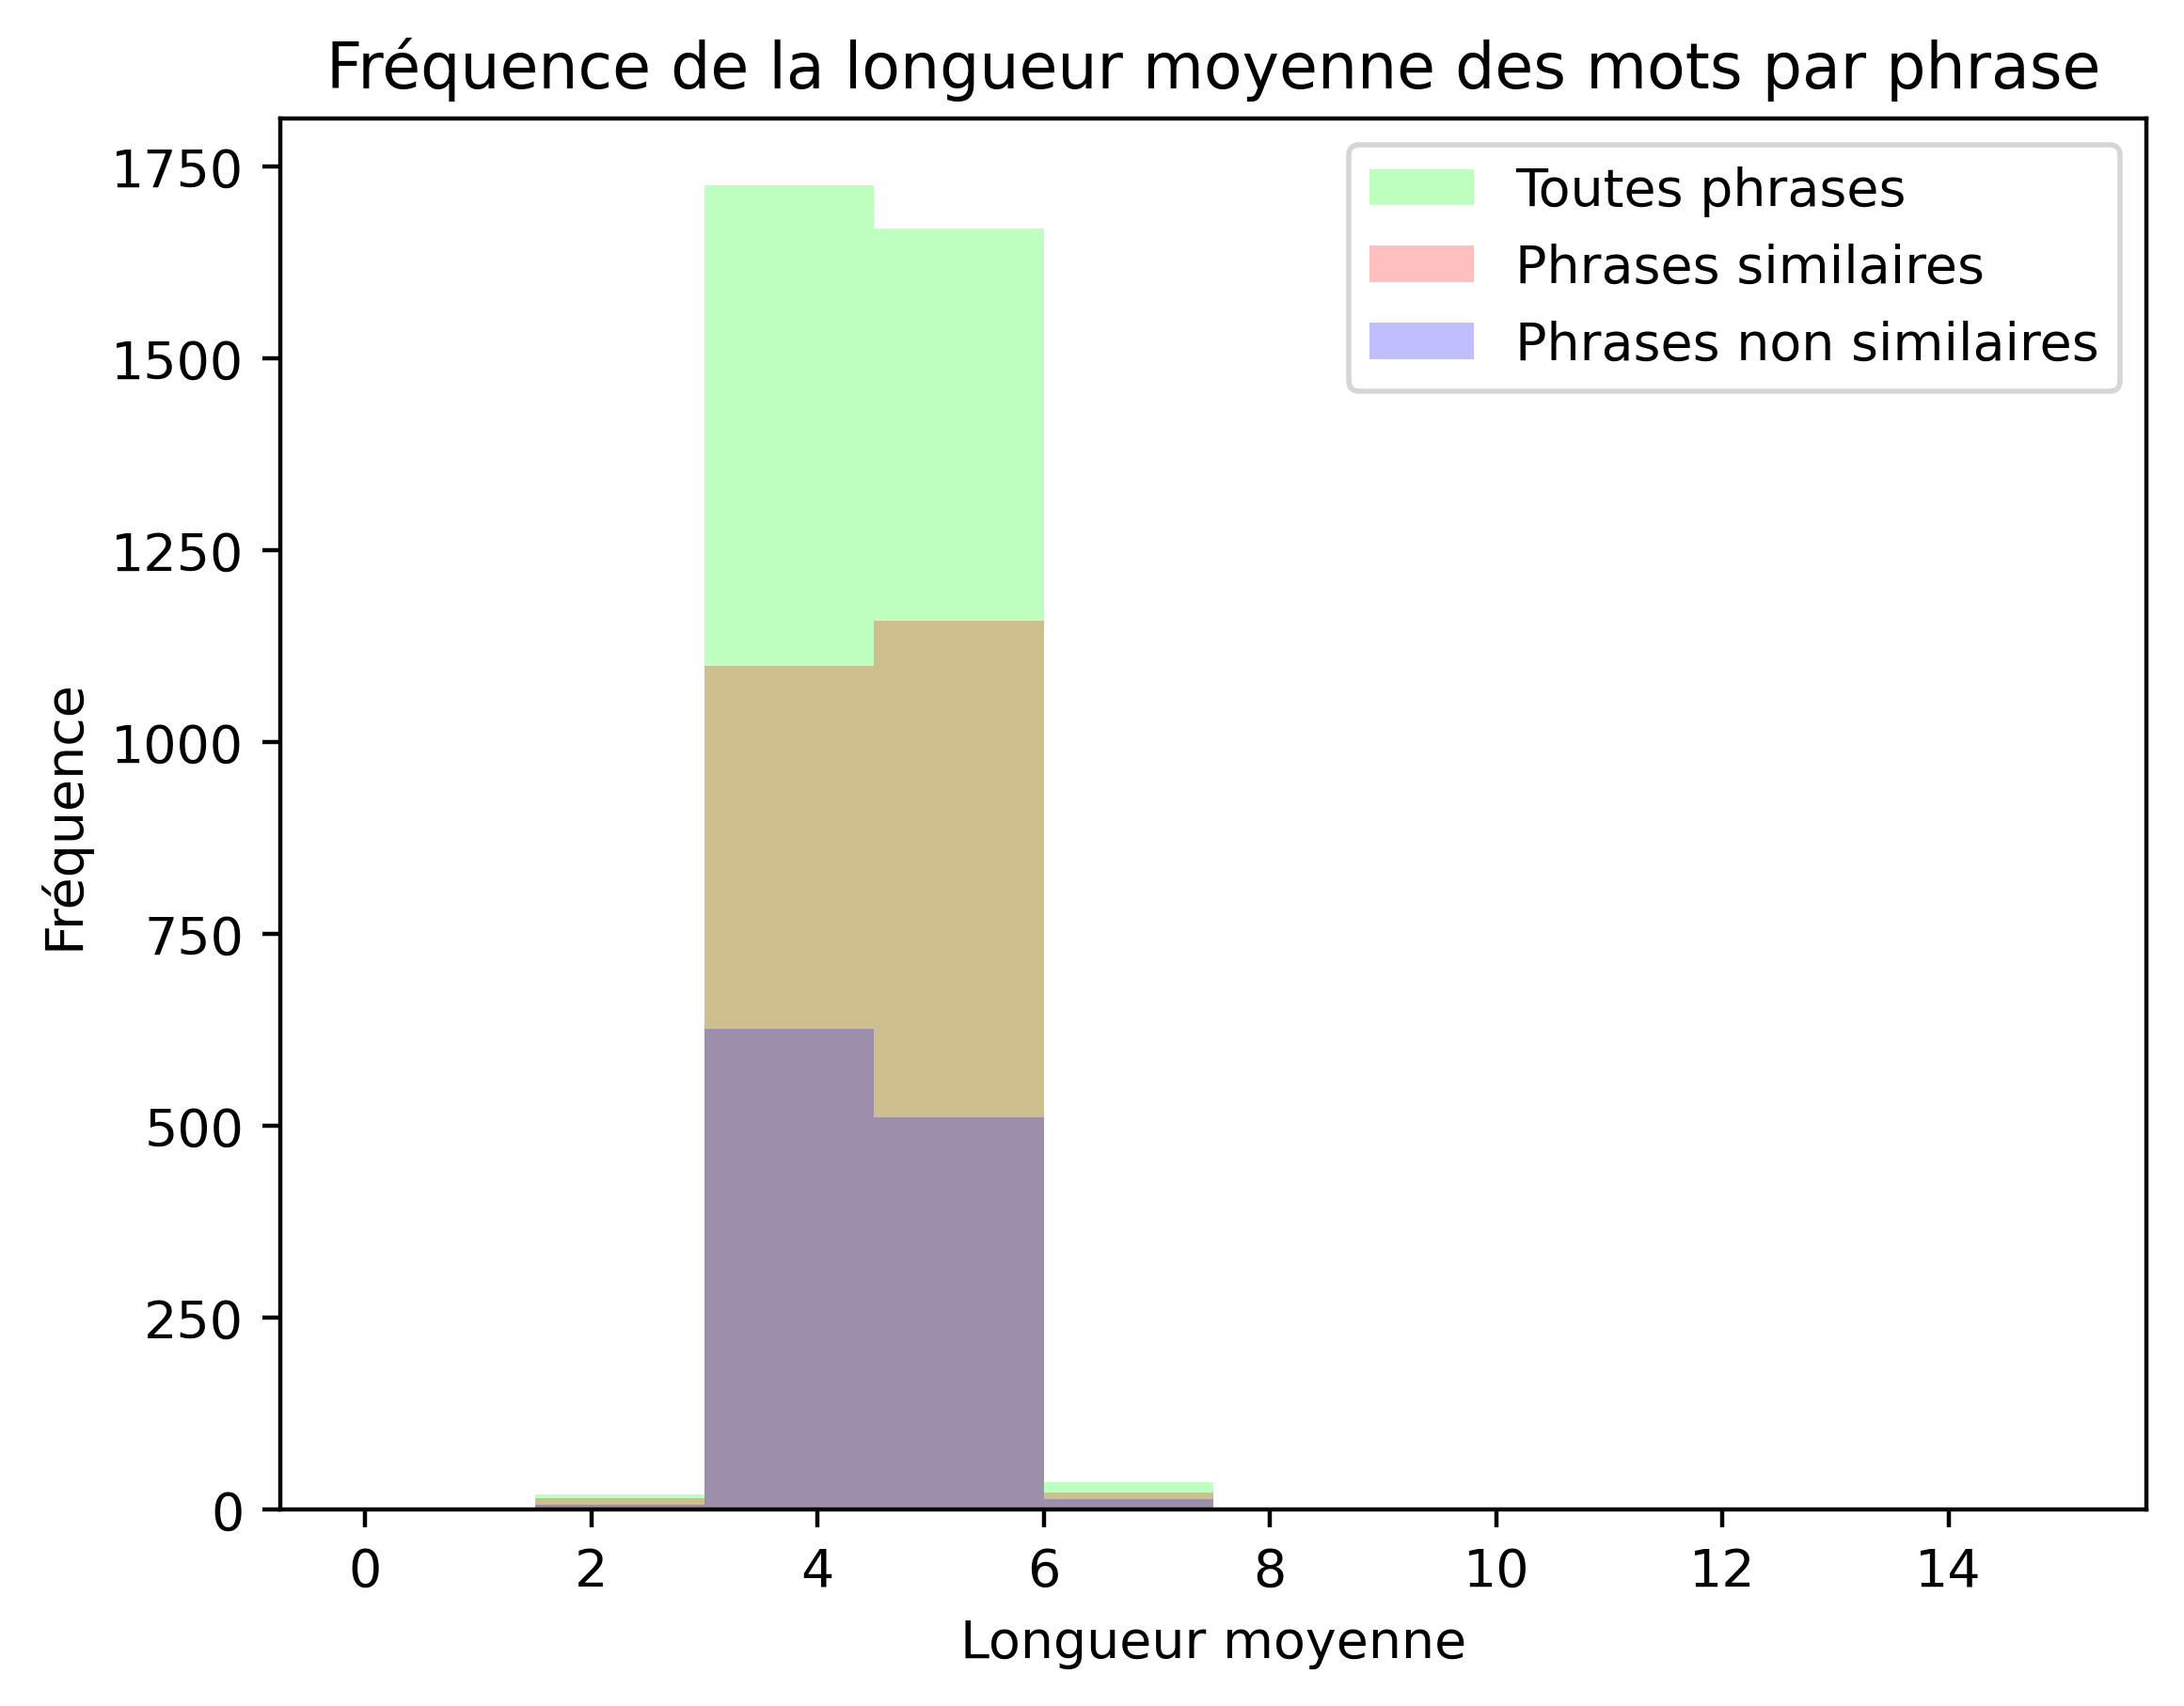 Fréquence de la longueur moyenne des mots par phrase
Toutes phrases
Phrases similaires
Phrases non similaires
Fréquence
1750
1500
1250
1000
750
500
250
0
0 2 4 6 8 10 12 14
Longueur moyenne